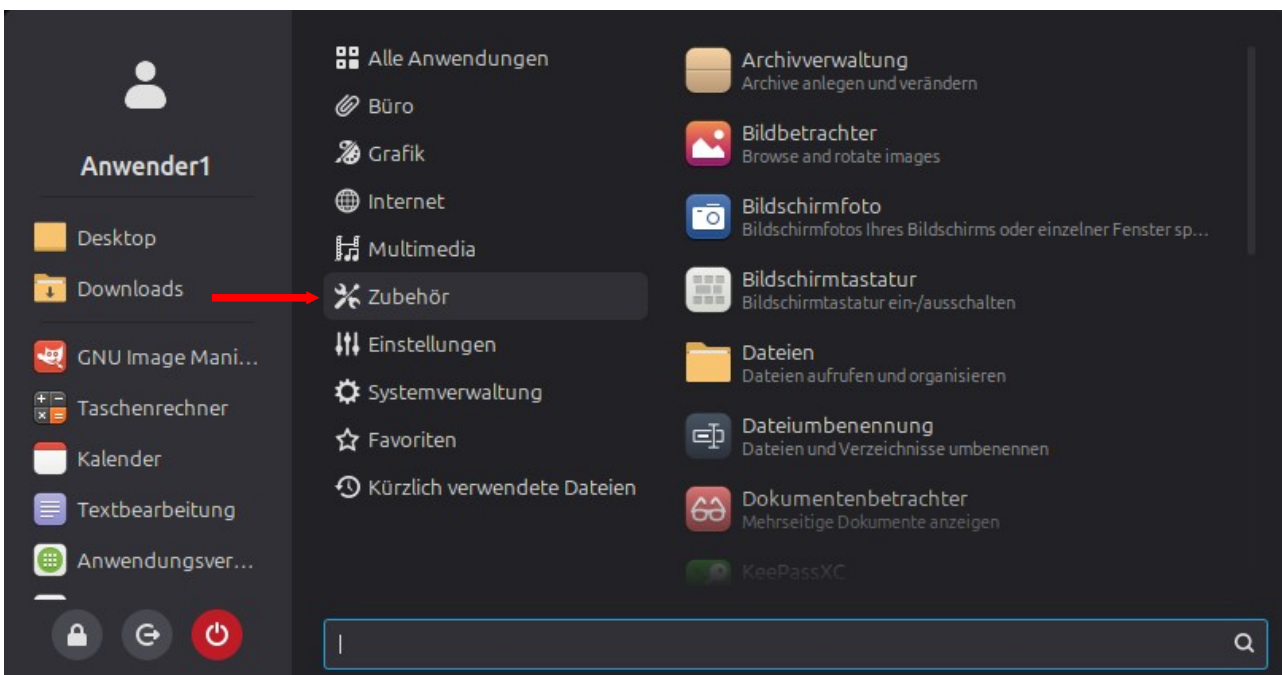 Anwender1
Desktop
Downloads
GNU Image Mani...
Taschenrechner
Kalender
Textbearbeitung
Anwendungsver...
Alle Anwendungen
Büro
Grafik
Internet
Multimedia
Zubehör
Einstellungen
Systemverwaltung
Favoriten
Kürzlich verwendete Dateien
Archivverwaltung
Archive anlegen und verändern
Bildbetrachter
Browse and rotate images
Bildschirmfoto
Bildschirmfotos Ihres Bildschirms oder einzelner Fenster sp...
Bildschirmtastatur
Bildschirmtastatur ein-/ausschalten
Dateien
Dateien aufrufen und organisieren
Dateiumbenennung
Dateien und Verzeichnisse umbenennen
Dokumentenbetrachter
Mehrseitige Dokumente anzeigen
KeePassXC